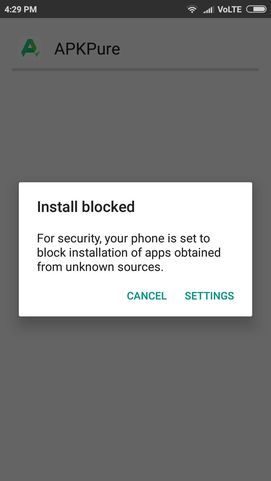 4:29 PM VoLTE
APKPure
Install blocked
For security, your phone is set to
block installation of apps obtained
from unknown sources.
CANCEL SETTINGS